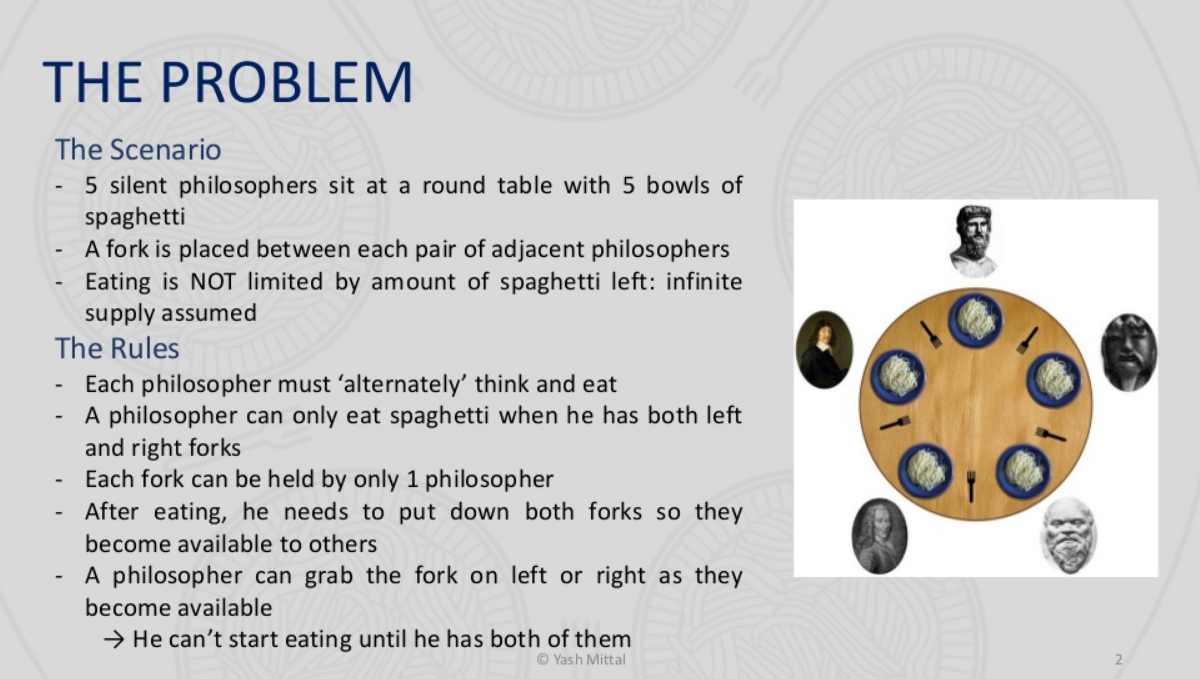 THE PROBLEM
The Scenario
- 5 silent philosophers sit at a round table with 5 bowls of
spaghetti
- A fork is placed between each pair of adjacent philosophers
- Eating is NOT limited by amount of spaghetti left: infinite
supply assumed
The Rules
- Each philosopher must ‘alternately’ think and eat
- A philosopher can only eat spaghetti when he has both left
and right forks
- Each fork can be held by only 1 philosopher
- After eating, he needs to put down both forks so they
become available to others
- A philosopher can grab the fork on left or right as they
become available
→ He can’t start eating until he has both of them
© Yash Mittal
2